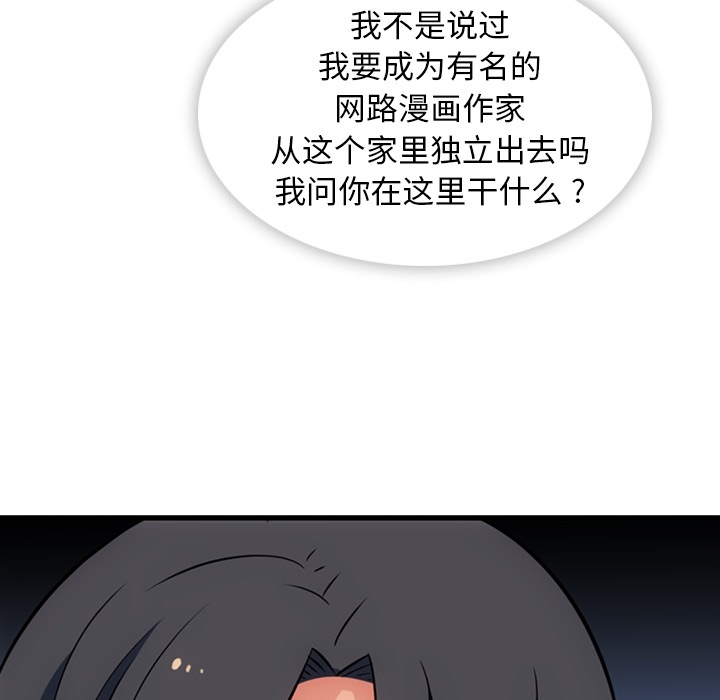 我不是说过
我要成为有名的
网路漫画作家
从这个家里独立出去吗
我问你在这里干什么？